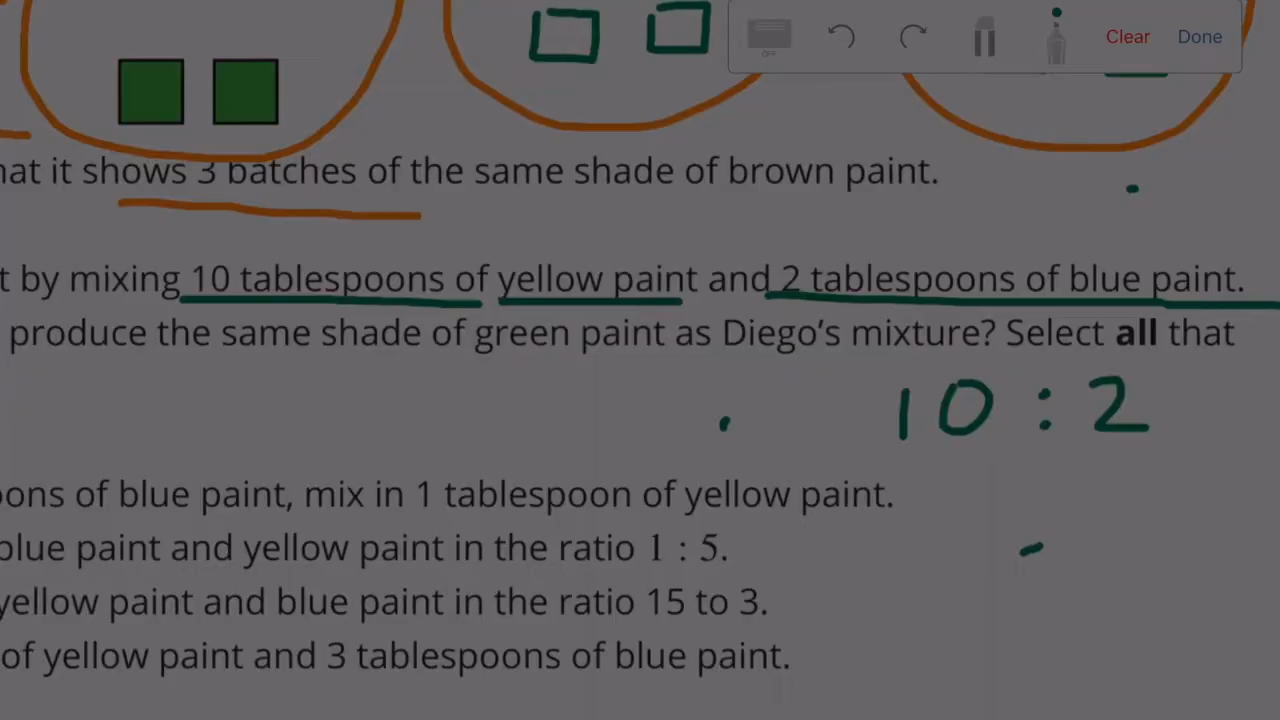 OFF
Clear Done
hat it shows 3 batches of the same shade of brown paint.
t by mixing 10 tablespoons of yellow paint and 2 tablespoons of blue paint.
produce the same shade of green paint as Diego’s mixture? Select all that
10 : 2
oons of blue paint, mix in 1 tablespoon of yellow paint.
blue paint and yellow paint in the ratio 1 : 5.
yellow paint and blue paint in the ratio 15 to 3.
of yellow paint and 3 tablespoons of blue paint.